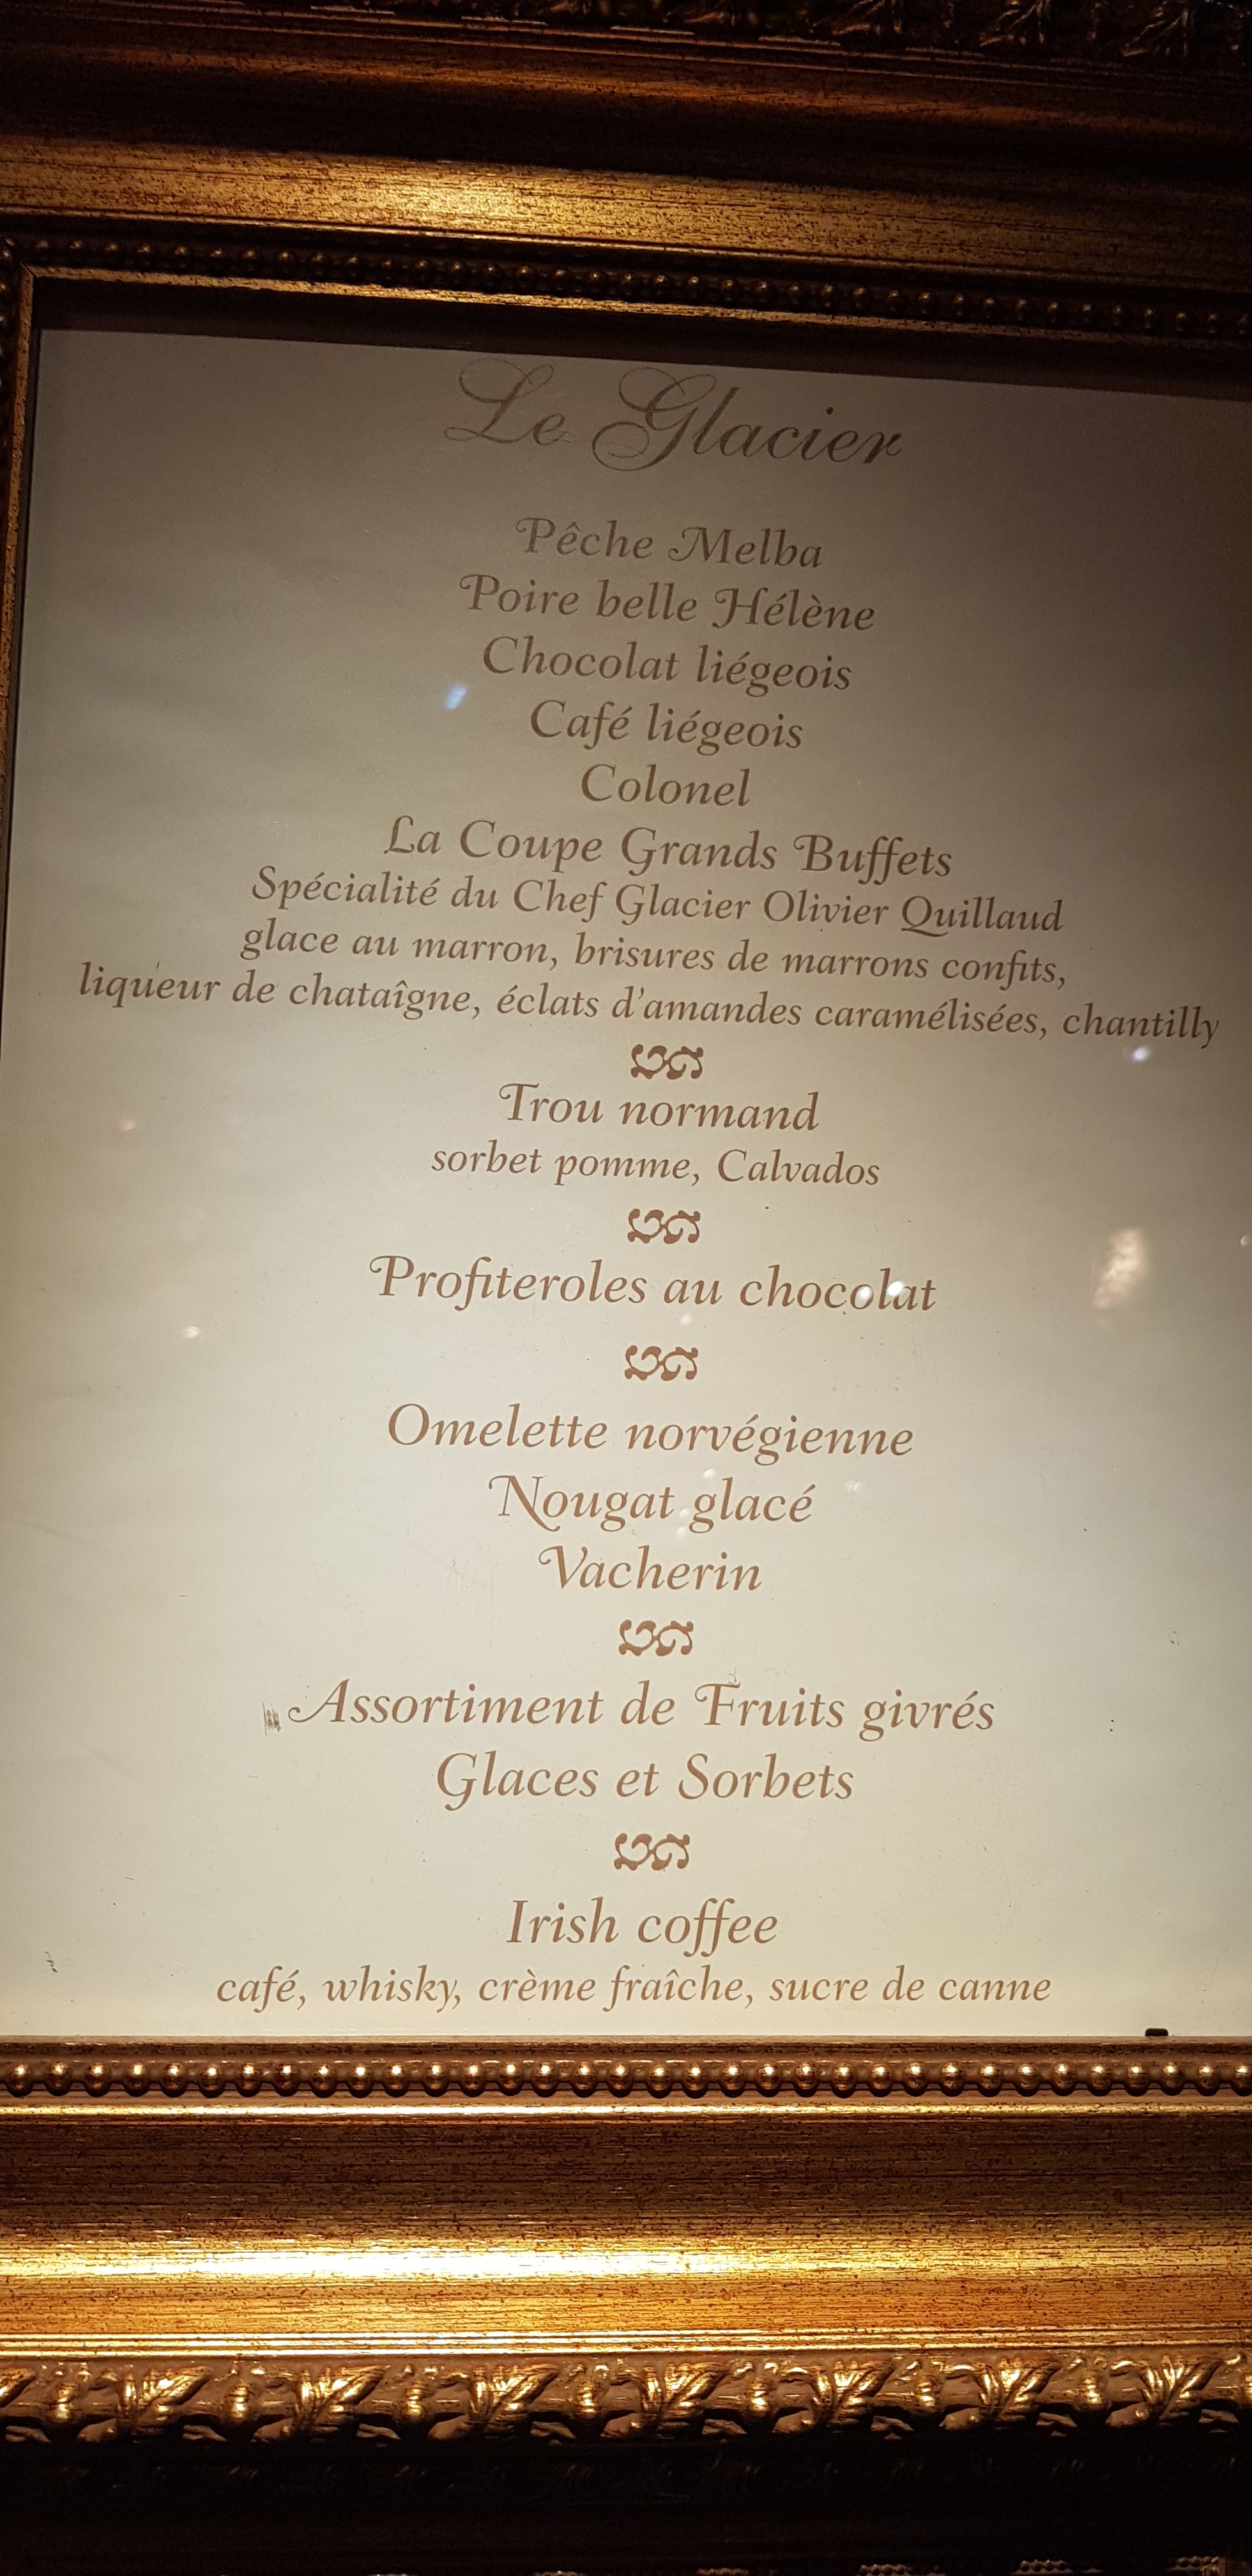 Le Glacier
Pêche Melba
Poire belle Hélène
Chocolat liégeois
Café liégeois
Colonel
La Coupe Grands Buffets
Spécialité du Chef Glacier Olivier Quillaud
glace au marron, brisures de marrons confits,
liqueur de chataîgne, éclats d'amandes caramélisées, chantilly
Trou normand
sorbet pomme, Calvados
Profiteroles au chocolat
Omelette norvégienne
Nougat glacé
Vacherin
Assortiment de Fruits givrés
Glaces et Sorbets
Irish coffee
café, whisky, crème fraîche, sucre de canne